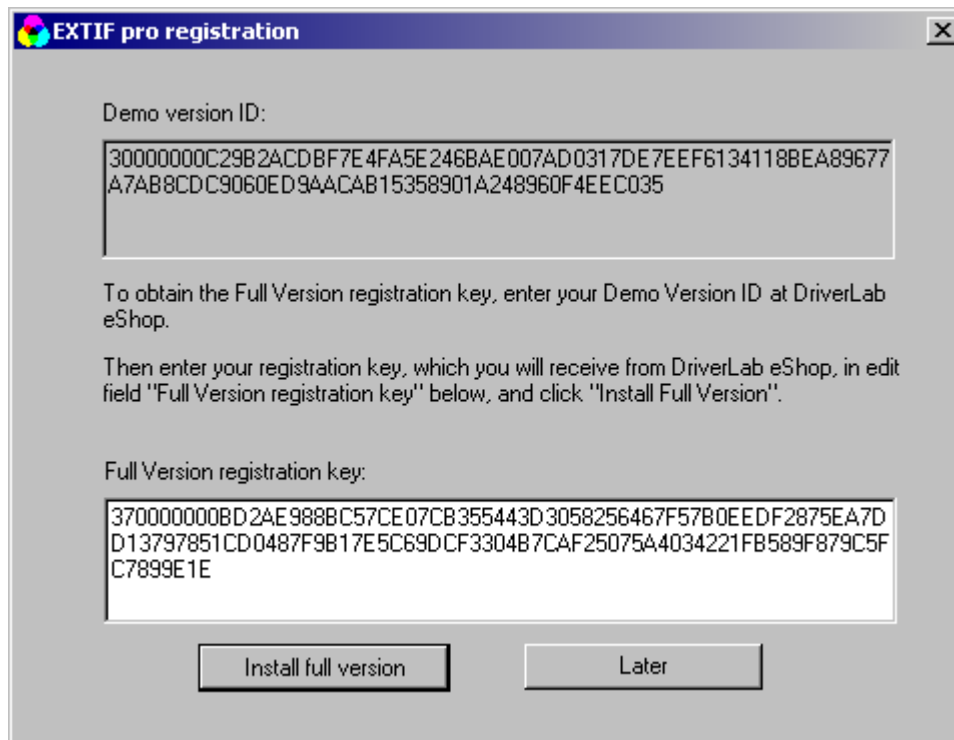 EXTIF pro registration
Demo version ID:
30000000C29B2ACDBF7E4FA5E246BAE007AD0317DE7EEF6134118BEA89677
A7AB8CDC9060ED9AACAB15358901A248960F4EEC035
To obtain the Full Version registration key, enter your Demo Version ID at DriverLab
eShop.
Then enter your registration key, which you will receive from DriverLab eShop, in edit
field "Full Version registration key" below, and click "Install Full Version".
Full Version registration key:
370000000BD2AE988BC57CE07CB355443D3058256467F57B0EEDF2875EA7D
D13797851CD0487F9B17E5C69DCF3304B7CAF25075A4034221FB589F879C5F
C7899E1E
Install full version
Later